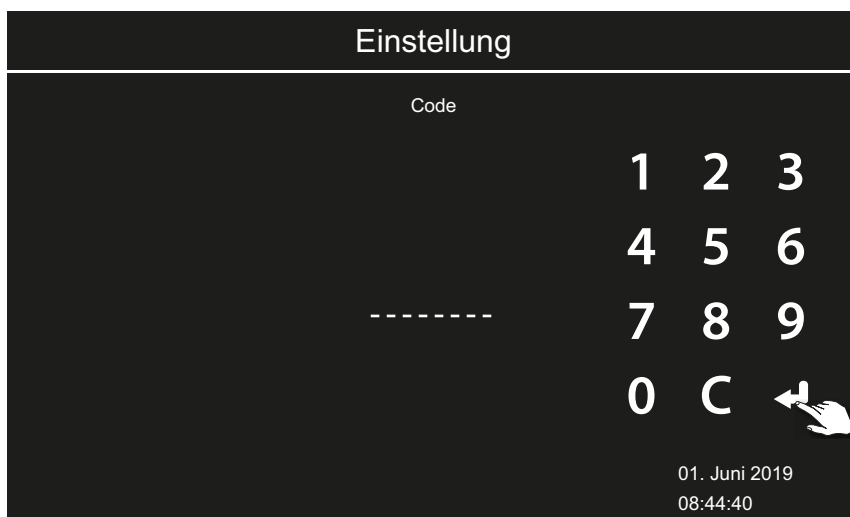 Einstellung
Code
1 2 3
4 5 6
--------
7 8 9
0 C
01. Juni 2019
08:44:40